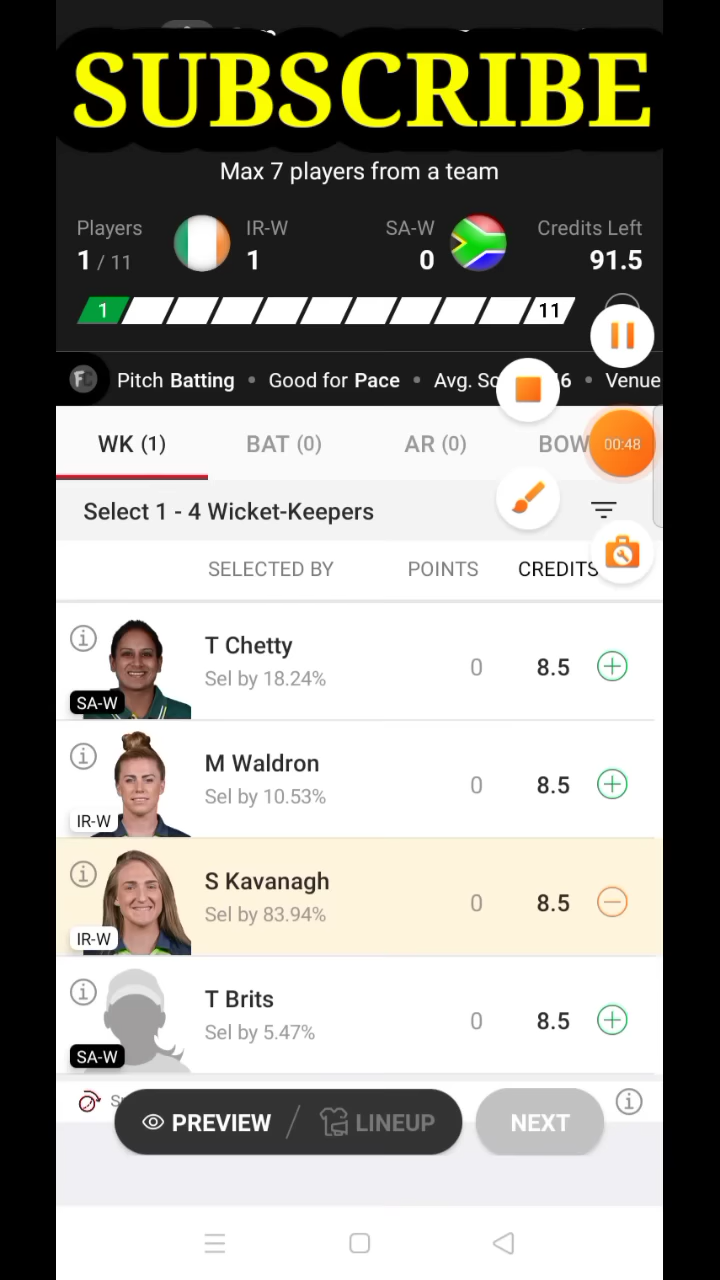 SUBSCRIBE
Max 7 players from a team
Players IR-W SA-W Credits Left
1 / 11 1 0 91.5
1 11
Pitch Batting • Good for Pace • Avg. 6 • Venue
WK (1) BAT (0) AR (0) BOW 00:48
Select 1 - 4 Wicket-Keepers
SELECTED BY POINTS CREDITS
T Chetty
Sel by 18.24% 0 8.5
SA-W
M Waldron
Sel by 10.53% 0 8.5
IR-W
S Kavanagh
Sel by 83.94% 0 8.5
IR-W
T Brits
Sel by 5.47% 0 8.5
SA-W
PREVIEW / LINEUP NEXT